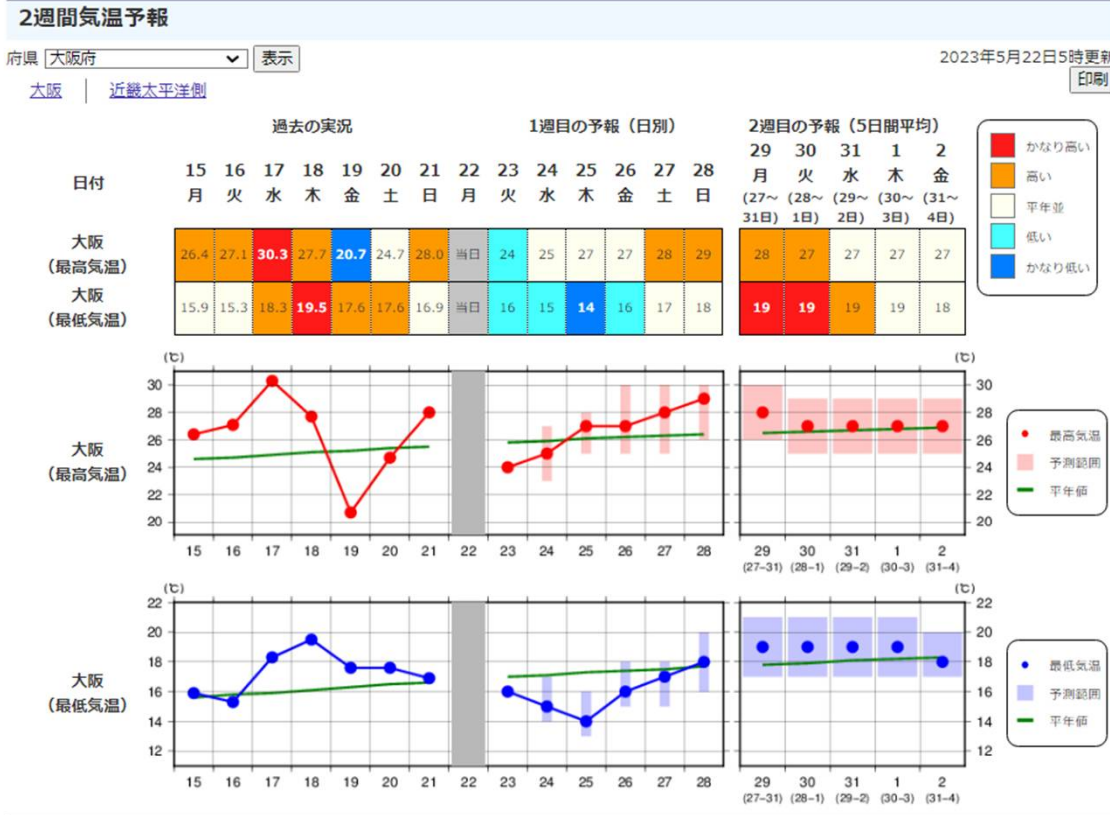 2週間気温予報
府県 大阪府 表示
2023年5月22日5時更新
印刷
大阪 近畿太平洋側
過去の実況 1週目の予報（日別） 2週目の予報（5日間平均）
日付 15 16 17 18 19 20 21 22 23 24 25 26 27 28 29 30 31 1 2
月 火 水 木 金 土 日 月 火 水 木 金 土 日 月 火 水 木 金
(27～31日) (28～1日) (29～2日) (30～3日) (31～4日)
大阪（最高気温） 26.4 27.1 30.3 27.7 20.7 24.7 28.0 当日 24 25 27 27 28 29 28 27 27 27 27
大阪（最低気温） 15.9 15.3 18.3 19.5 17.6 17.6 16.9 当日 16 15 14 16 17 18 19 19 19 19 18
かなり高い
高い
平年並
低い
かなり低い
(℃) (℃)
30 30
28 28
26 26
24 24
22 22
20 20
大阪
（最高気温）
15 16 17 18 19 20 21 22 23 24 25 26 27 28 29 30 31 1 2
(27-31) (28-1) (29-2) (30-3) (31-4)
最高気温
予測範囲
平年値
(℃) (℃)
22 22
20 20
18 18
16 16
14 14
12 12
大阪
（最低気温）
15 16 17 18 19 20 21 22 23 24 25 26 27 28 29 30 31 1 2
(27-31) (28-1) (29-2) (30-3) (31-4)
最低気温
予測範囲
平年値